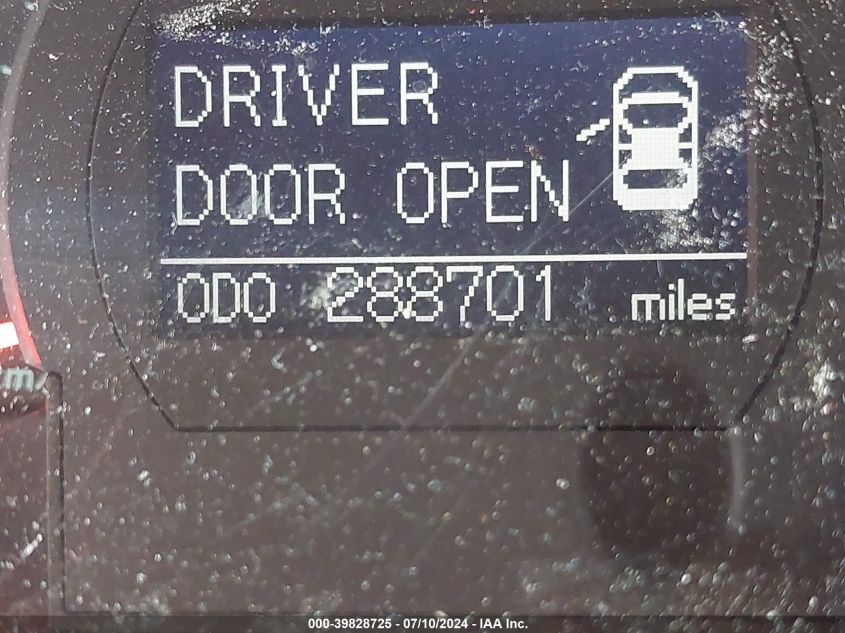 DRIVER
DOOR OPEN
ODO 288701 miles
m/
000-39828725 - 07/10/2024 - IAA Inc.